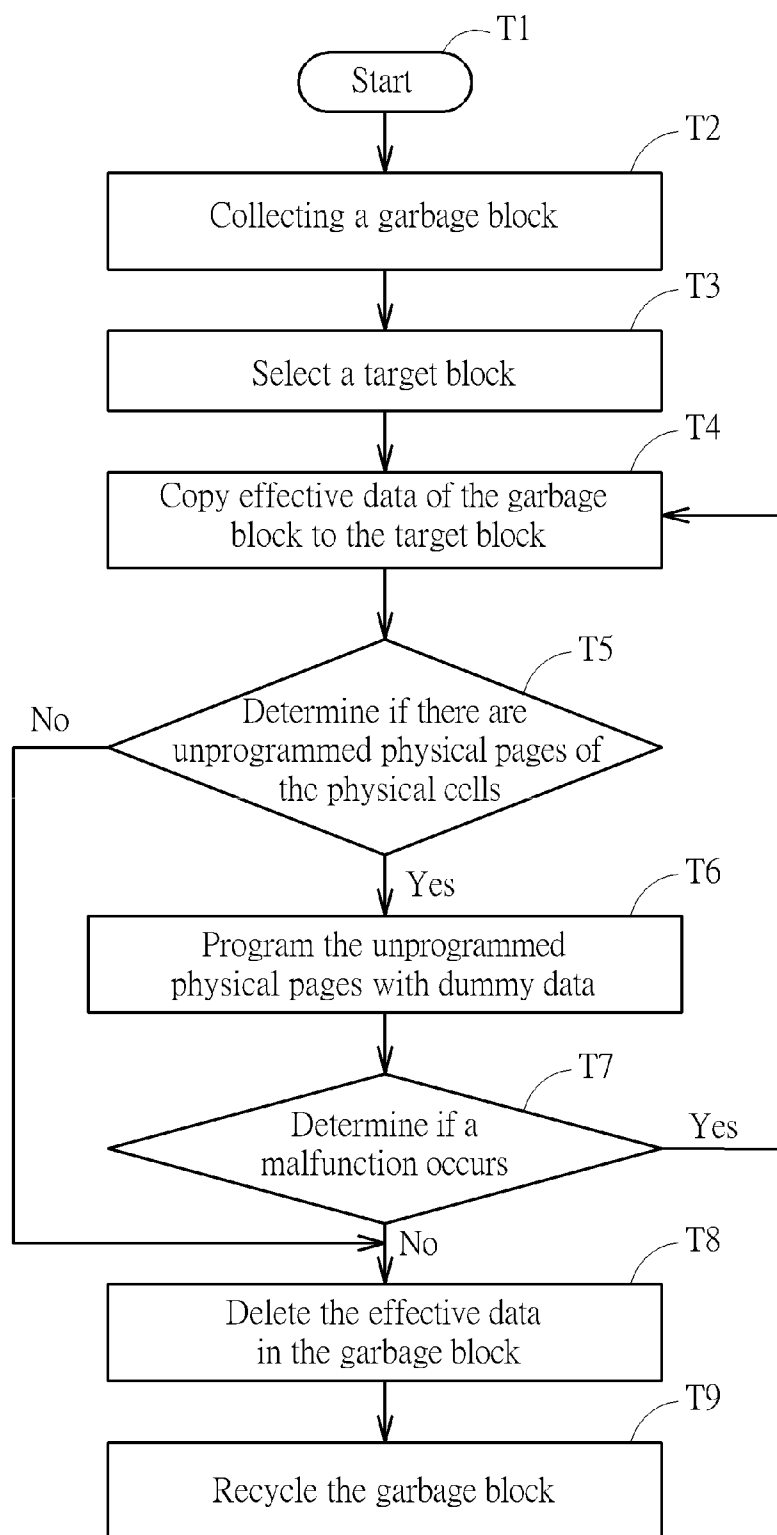 T1
Start
T2
Collecting a garbage block
T3
Select a target block
T4
Copy effective data of the garbage
block to the target block
T5
No
Determine if there are
unprogrammed physical pages of
the physical cells
Yes
T6
Program the unprogrammed
physical pages with dummy data
T7
Determine if a
malfunction occurs
Yes
No
T8
Delete the effective data
in the garbage block
T9
Recycle the garbage block